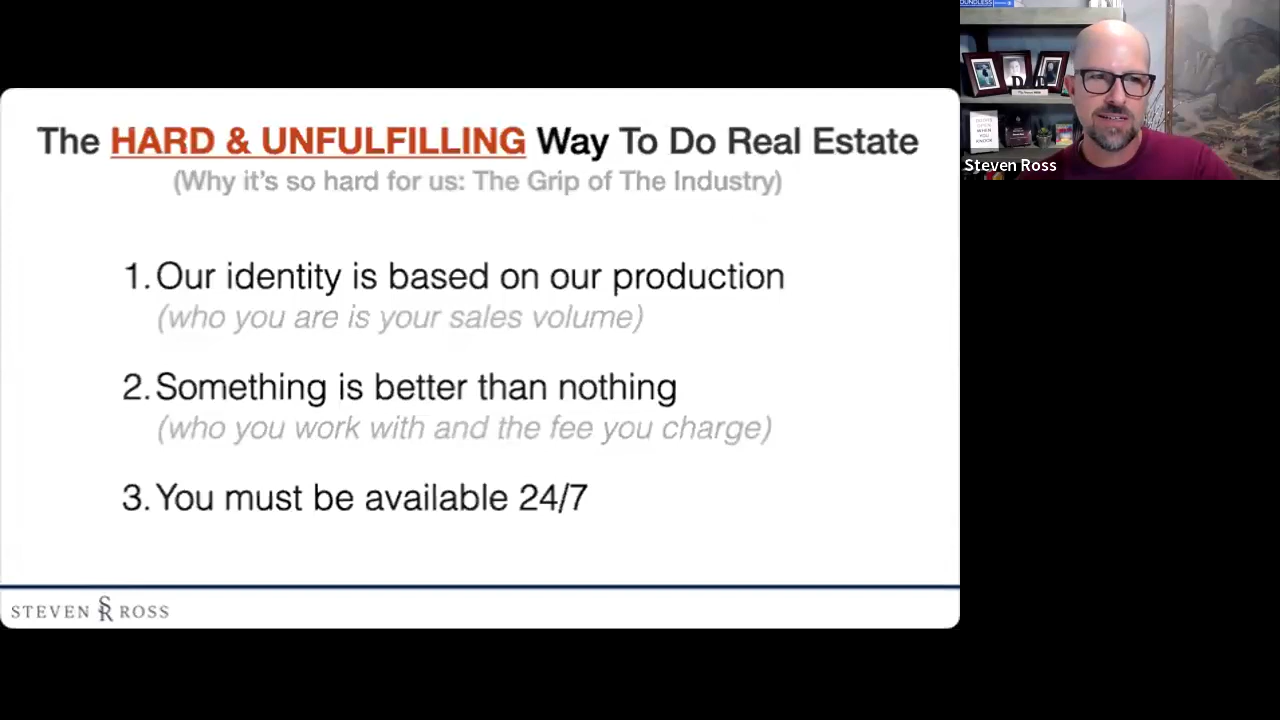 The HARD & UNFULFILLING Way To Do Real Estate
(Why it's so hard for us: The Grip of The Industry)
1. Our identity is based on our production
(who you are is your sales volume)
2. Something is better than nothing
(who you work with and the fee you charge)
3. You must be available 24/7
STEVEN SR ROSS
Steven Ross